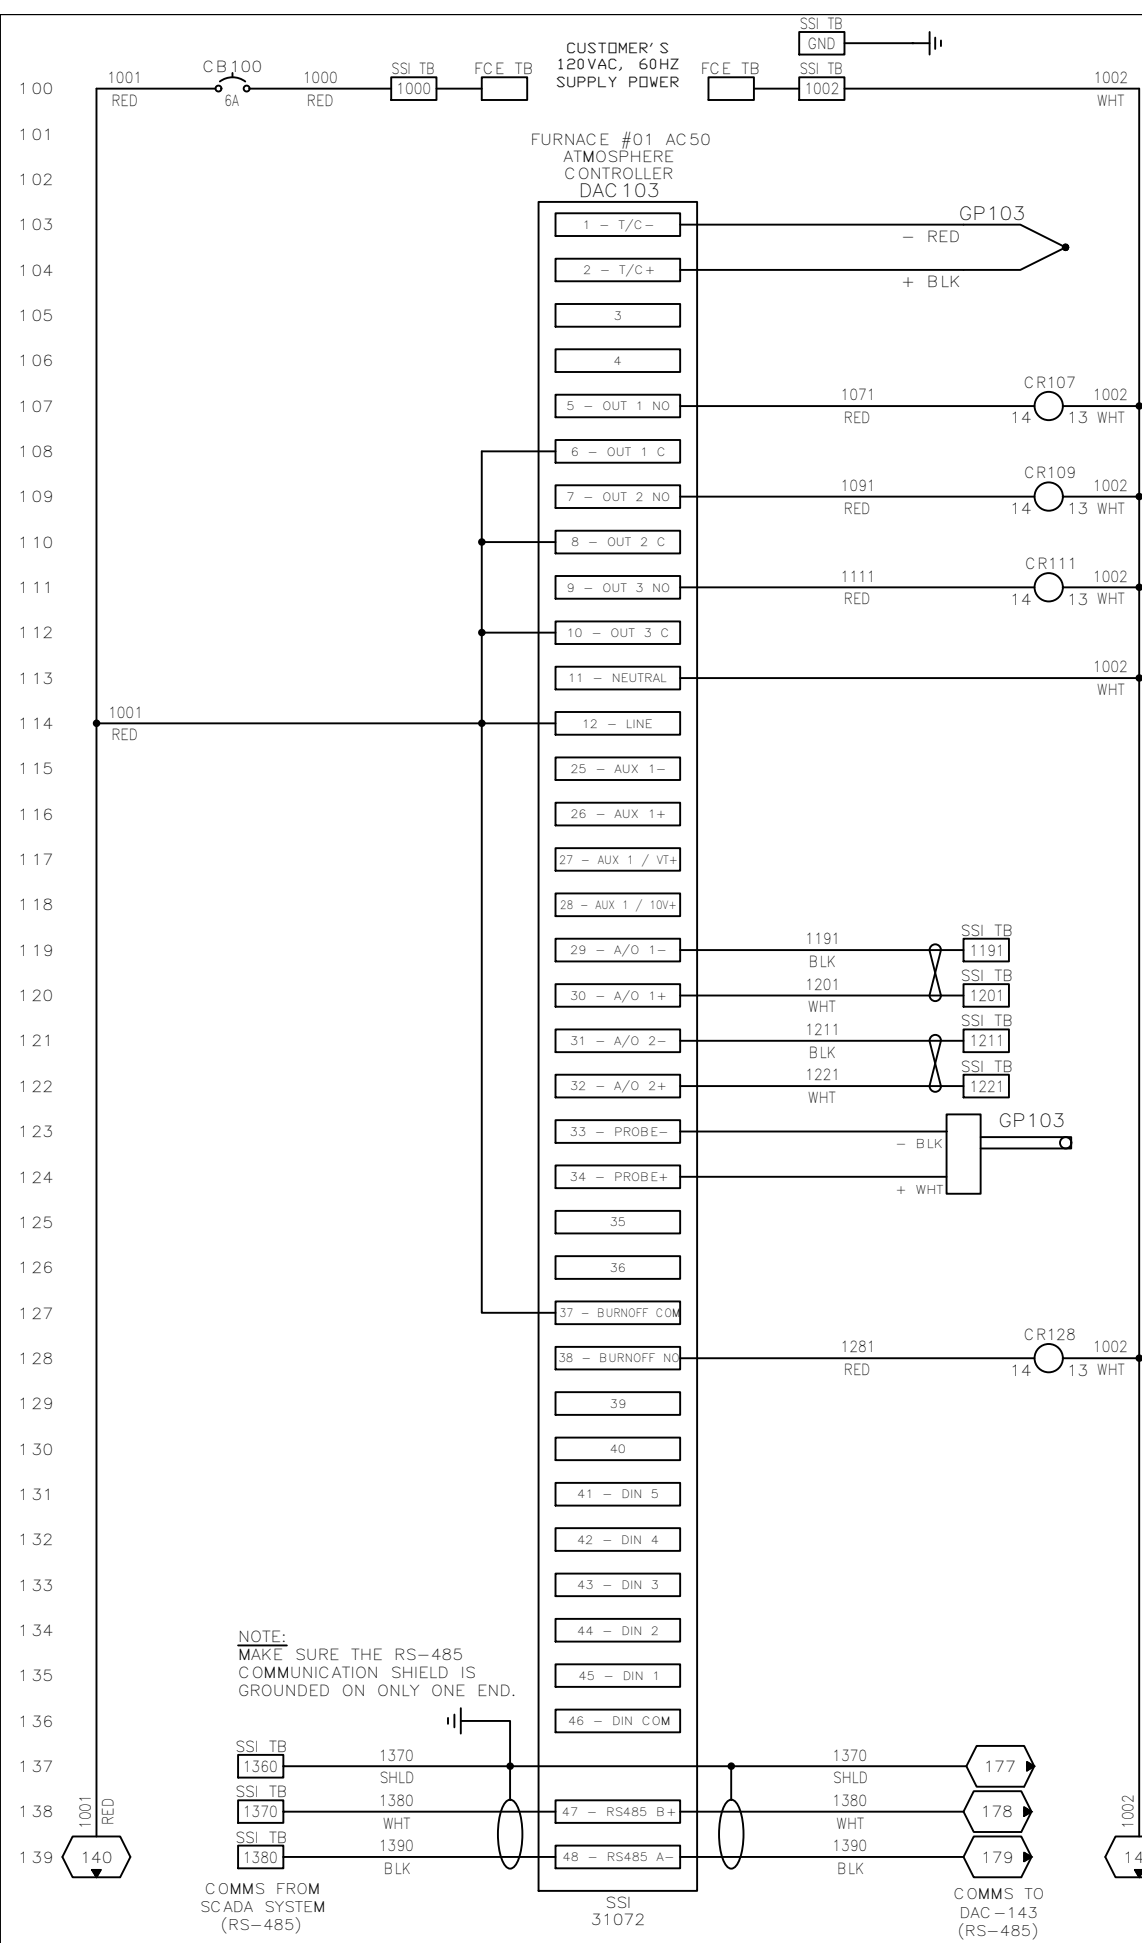 SSI TB
GND
CUSTOMER'S
120VAC, 60HZ
SUPPLY POWER
100
1001
RED
CB100
6A
1000
RED
SSI TB
1000
FCE TB
FCE TB
SSI TB
1002
1002
WHT
101
FURNACE #01 AC50
ATMOSPHERE
CONTROLLER
DAC103
102
103
1 - T/C-
GP103
- RED
104
2 - T/C+
+ BLK
105
3
106
4
107
5 - OUT 1 NO
1071
RED
CR107
14
13
1002
WHT
108
6 - OUT 1 C
109
7 - OUT 2 NO
1091
RED
CR109
14
13
1002
WHT
110
8 - OUT 2 C
111
9 - OUT 3 NO
1111
RED
CR111
14
13
1002
WHT
112
10 - OUT 3 C
113
11 - NEUTRAL
1002
WHT
114
1001
RED
12 - LINE
115
25 - AUX 1-
116
26 - AUX 1+
117
27 - AUX 1 / VT+
118
28 - AUX 1 / 10V+
119
29 - A/O 1-
1191
BLK
SSI TB
1191
120
30 - A/O 1+
1201
WHT
SSI TB
1201
121
31 - A/O 2-
1211
BLK
SSI TB
1211
122
32 - A/O 2+
1221
WHT
SSI TB
1221
123
33 - PROBE-
- BLK
GP103
124
34 - PROBE+
+ WHT
125
35
126
36
127
37 - BURNOFF COM
128
38 - BURNOFF NO
1281
RED
CR128
14
13
1002
WHT
129
39
130
40
131
41 - DIN 5
132
42 - DIN 4
133
43 - DIN 3
134
44 - DIN 2
NOTE:
MAKE SURE THE RS-485
COMMUNICATION SHIELD IS
GROUNDED ON ONLY ONE END.
135
45 - DIN 1
136
46 - DIN COM
137
SSI TB
1360
1370
SHLD
1370
SHLD
177
138
1001
RED
SSI TB
1370
1380
WHT
47 - RS485 B+
1380
WHT
178
1002
139
140
SSI TB
1380
1390
BLK
48 - RS485 A-
1390
BLK
179
14
COMMS FROM
SCADA SYSTEM
(RS-485)
SSI
31072
COMMS TO
DAC-143
(RS-485)